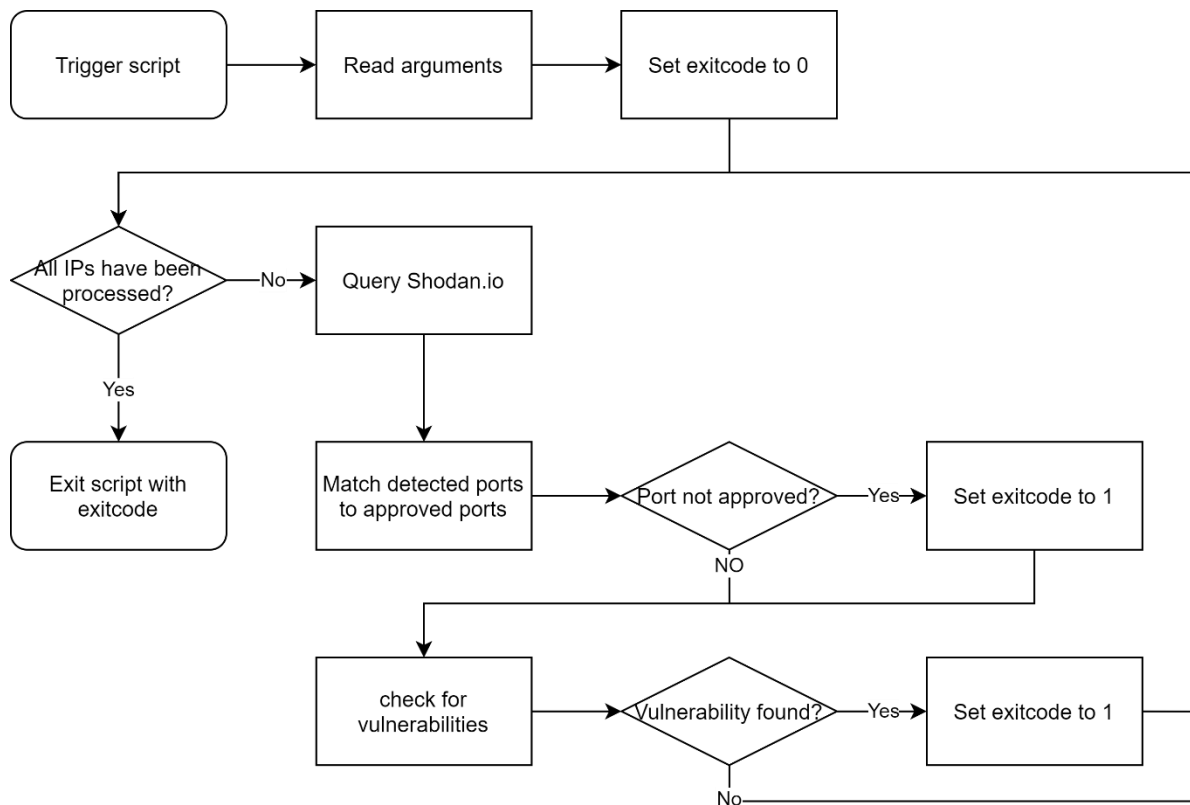 Trigger script
Read arguments
Set exitcode to 0
All IPs have been
processed?
No
Query Shodan.io
Yes
Exit script with
exitcode
Match detected ports
to approved ports
Port not approved?
Yes
Set exitcode to 1
NO
check for
vulnerabilities
Vulnerability found?
Yes
Set exitcode to 1
No